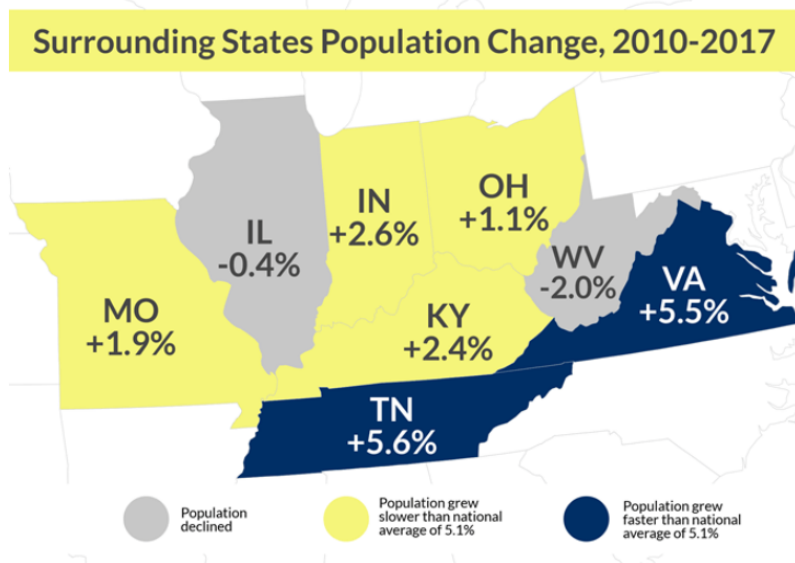 Surrounding States Population Change, 2010-2017
IL
-0.4%
IN
+2.6%
OH
+1.1%
WV
-2.0%
VA
+5.5%
MO
+1.9%
KY
+2.4%
TN
+5.6%
Population
declined
Population grew
slower than national
average of 5.1%
Population grew
faster than national
average of 5.1%